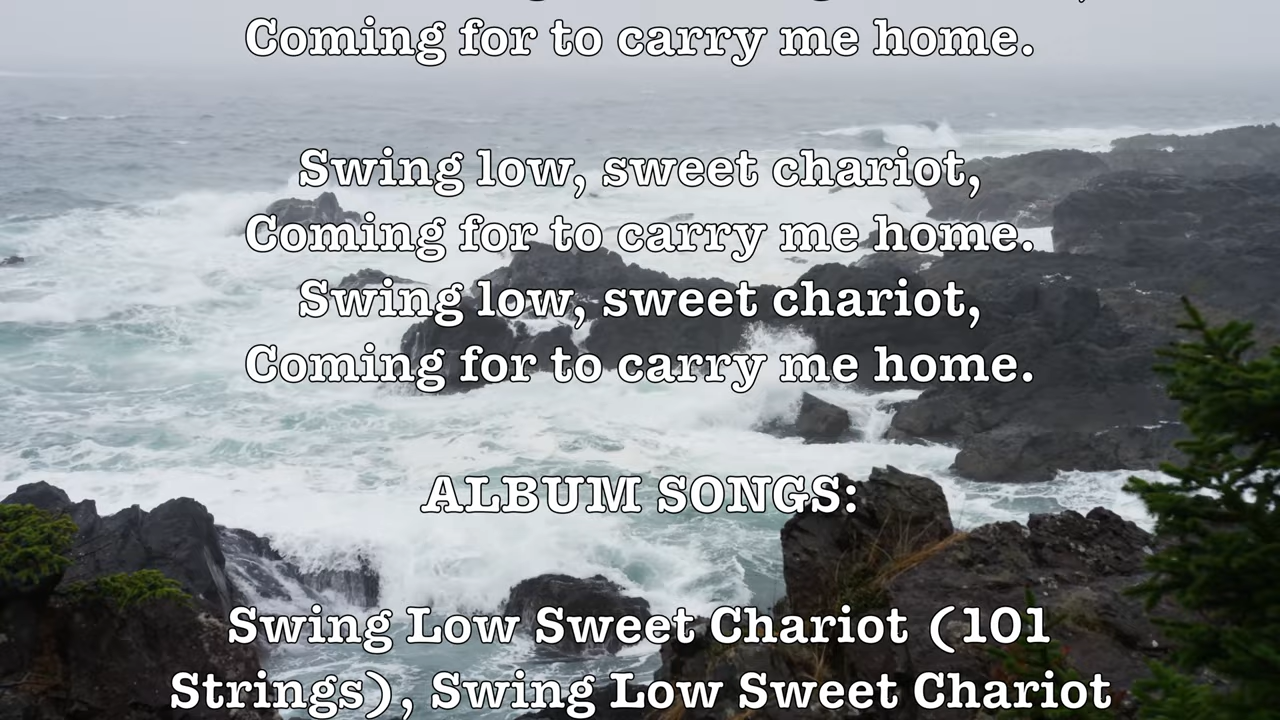 Coming for to carry me home.
Swing low, sweet chariot,
Coming for to carry me home.
Swing low, sweet chariot,
Coming for to carry me home.
ALBUM SONGS:
Swing Low Sweet Chariot (101
Strings), Swing Low Sweet Chariot